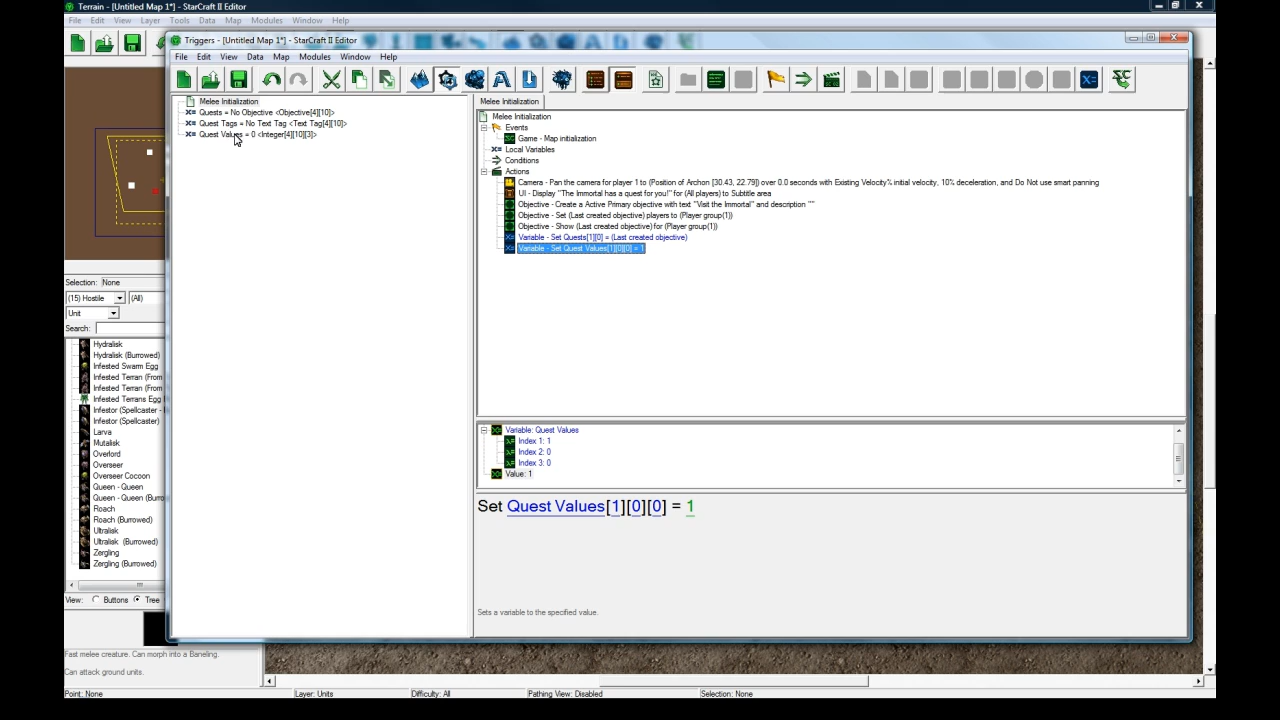 Terrain - [Untitled Map 1*] - StarCraft II Editor
File Edit View Layer Tools Data Map Modules Window Help
Triggers - [Untitled Map 1*] - StarCraft II Editor
File Edit View Data Map Modules Window Help
Melee Initialization
Quests = No Objective <Objective[4][10]>
Quest Tags = No Text Tag <Text Tag[4][10]>
Quest Values = 0 <Integer[4][10][3]>
Melee Initialization
Melee Initialization
Events
Game - Map initialization
Local Variables
Conditions
Actions
Camera - Pan the camera for player 1 to (Position of Archon [30.43, 22.79]) over 0.0 seconds with Existing Velocity% initial velocity, 10% deceleration, and Do Not use smart panning
UI - Display "The Immortal has a quest for you!" for (All players) to Subtitle area
Objective - Create a Active Primary objective with text "Visit the Immortal" and description ""
Objective - Set (Last created objective) players to (Player group(1))
Objective - Show (Last created objective) for (Player group(1))
Variable - Set Quests[1][0] = (Last created objective)
Variable - Set Quest Values[1][0][0] = 1
Variable: Quest Values
Index 1: 1
Index 2: 0
Index 3: 0
Value: 1
Set Quest Values[1][0][0] = 1
Sets a variable to the specified value.
Selection: None
(15) Hostile (All)
Unit
Search:
Hydralisk
Hydralisk (Burrowed)
Infested Swarm Egg
Infested Terran (From
Infested Terran (From
Infested Terrans Egg
Infestor (Spellcaster -
Infestor (Spellcaster)
Larva
Mutalisk
Overlord
Overseer
Overseer Cocoon
Queen - Queen
Queen - Queen (Burro
Roach
Roach (Burrowed)
Ultralisk
Ultralisk (Burrowed)
Zergling
Zergling (Burrowed)
View: Buttons Tree
Fast melee creature. Can morph into a Baneling.
Can attack ground units.
Point: None Layer: Units Difficulty: All Pathing View: Disabled Selection: None